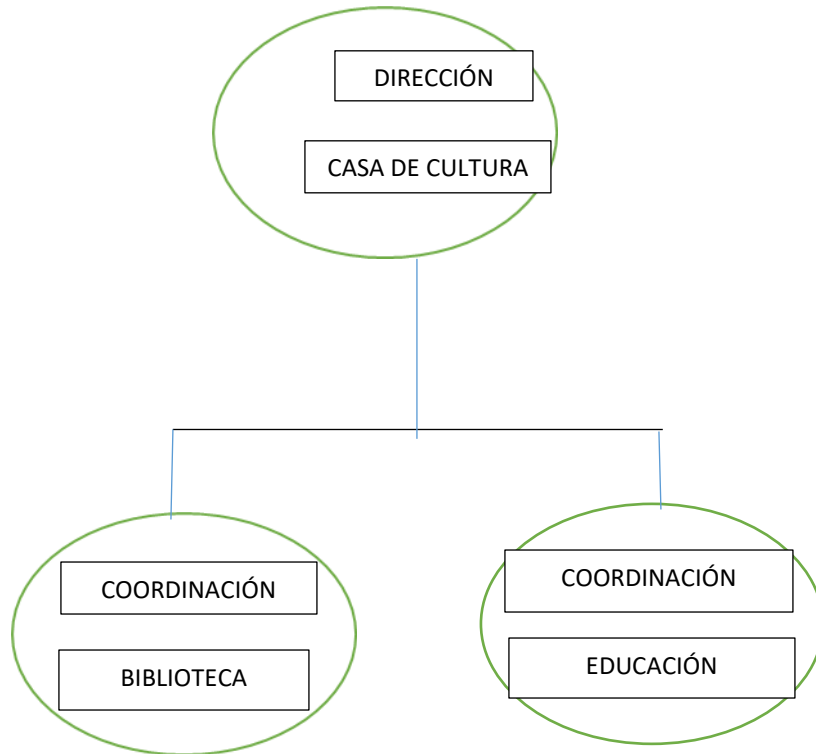 DIRECCIÓN
CASA DE CULTURA
COORDINACIÓN
BIBLIOTECA
COORDINACIÓN
EDUCACIÓN